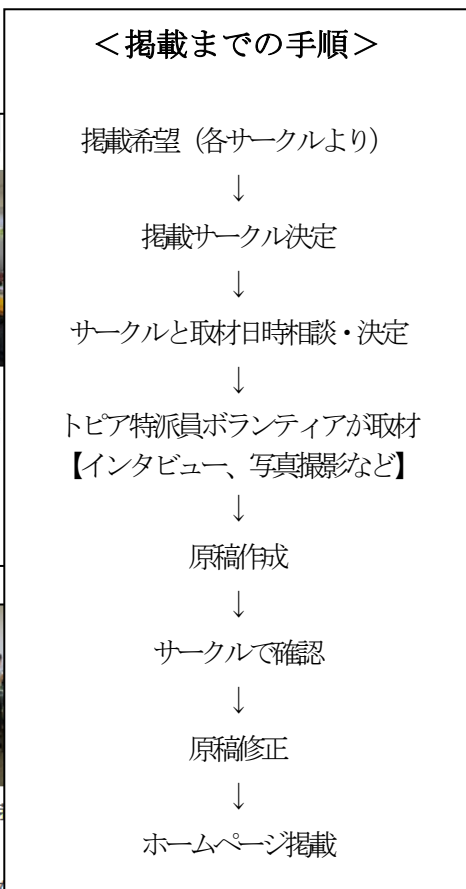 ＜掲載までの手順＞
掲載希望（各サークルより）
↓
掲載サークル決定
↓
サークルと取材日時相談・決定
↓
トピア特派員ボランティアが取材
【インタビュー、写真撮影など】
↓
原稿作成
↓
サークルで確認
↓
原稿修正
↓
ホームページ掲載